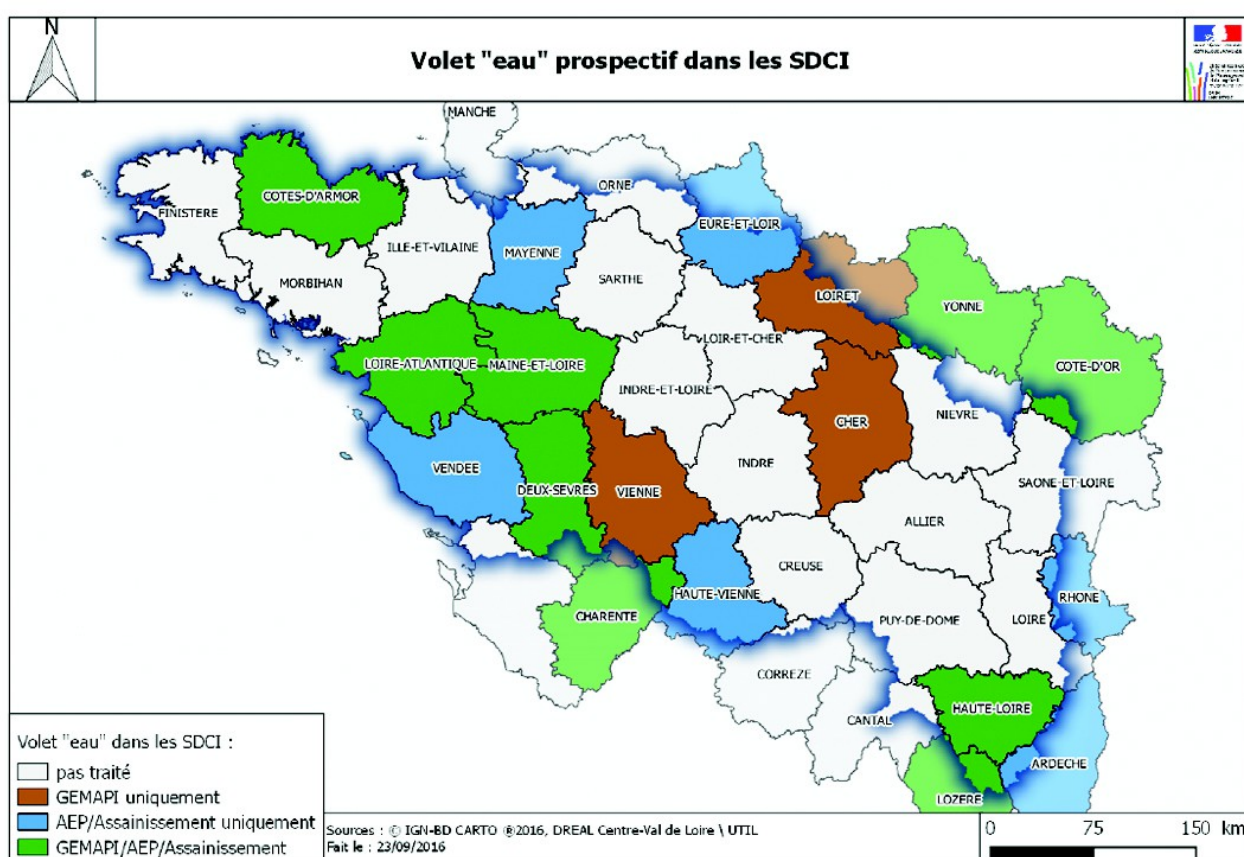 N
Volet "eau" prospectif dans les SDCI
MANCHE
ORNE
COTES-D'ARMOR
FINISTERE
EURE-ET-LOIR
ILLE-ET-VILAINE
MAYENNE
MORBIHAN
SARTHE
LOIRET
YONNE
LOIR-ET-CHER
LOIRE-ATLANTIQUE
MAINE-ET-LOIRE
COTE-D'OR
INDRE-ET-LOIRE
NIEVRE
CHER
VENDEE
INDRE
DEUX-SEVRES
VIENNE
SAONE-ET-LOIRE
ALLIER
CREUSE
HAUTE-VIENNE
RHONE
CHARENTE
PUY-DE-DOME
LOIRE
CORREZE
HAUTE-LOIRE
CANTAL
ARDECHE
LOZERE
Volet "eau" dans les SDCI :
pas traité
GEMAPI uniquement
AEP/Assainissement uniquement
GEMAPI/AEP/Assainissement
Sources : © IGN-BD CARTO ®2016, DREAL Centre-Val de Loire \ UTIL
Fait le : 23/09/2016
0 75 150 km